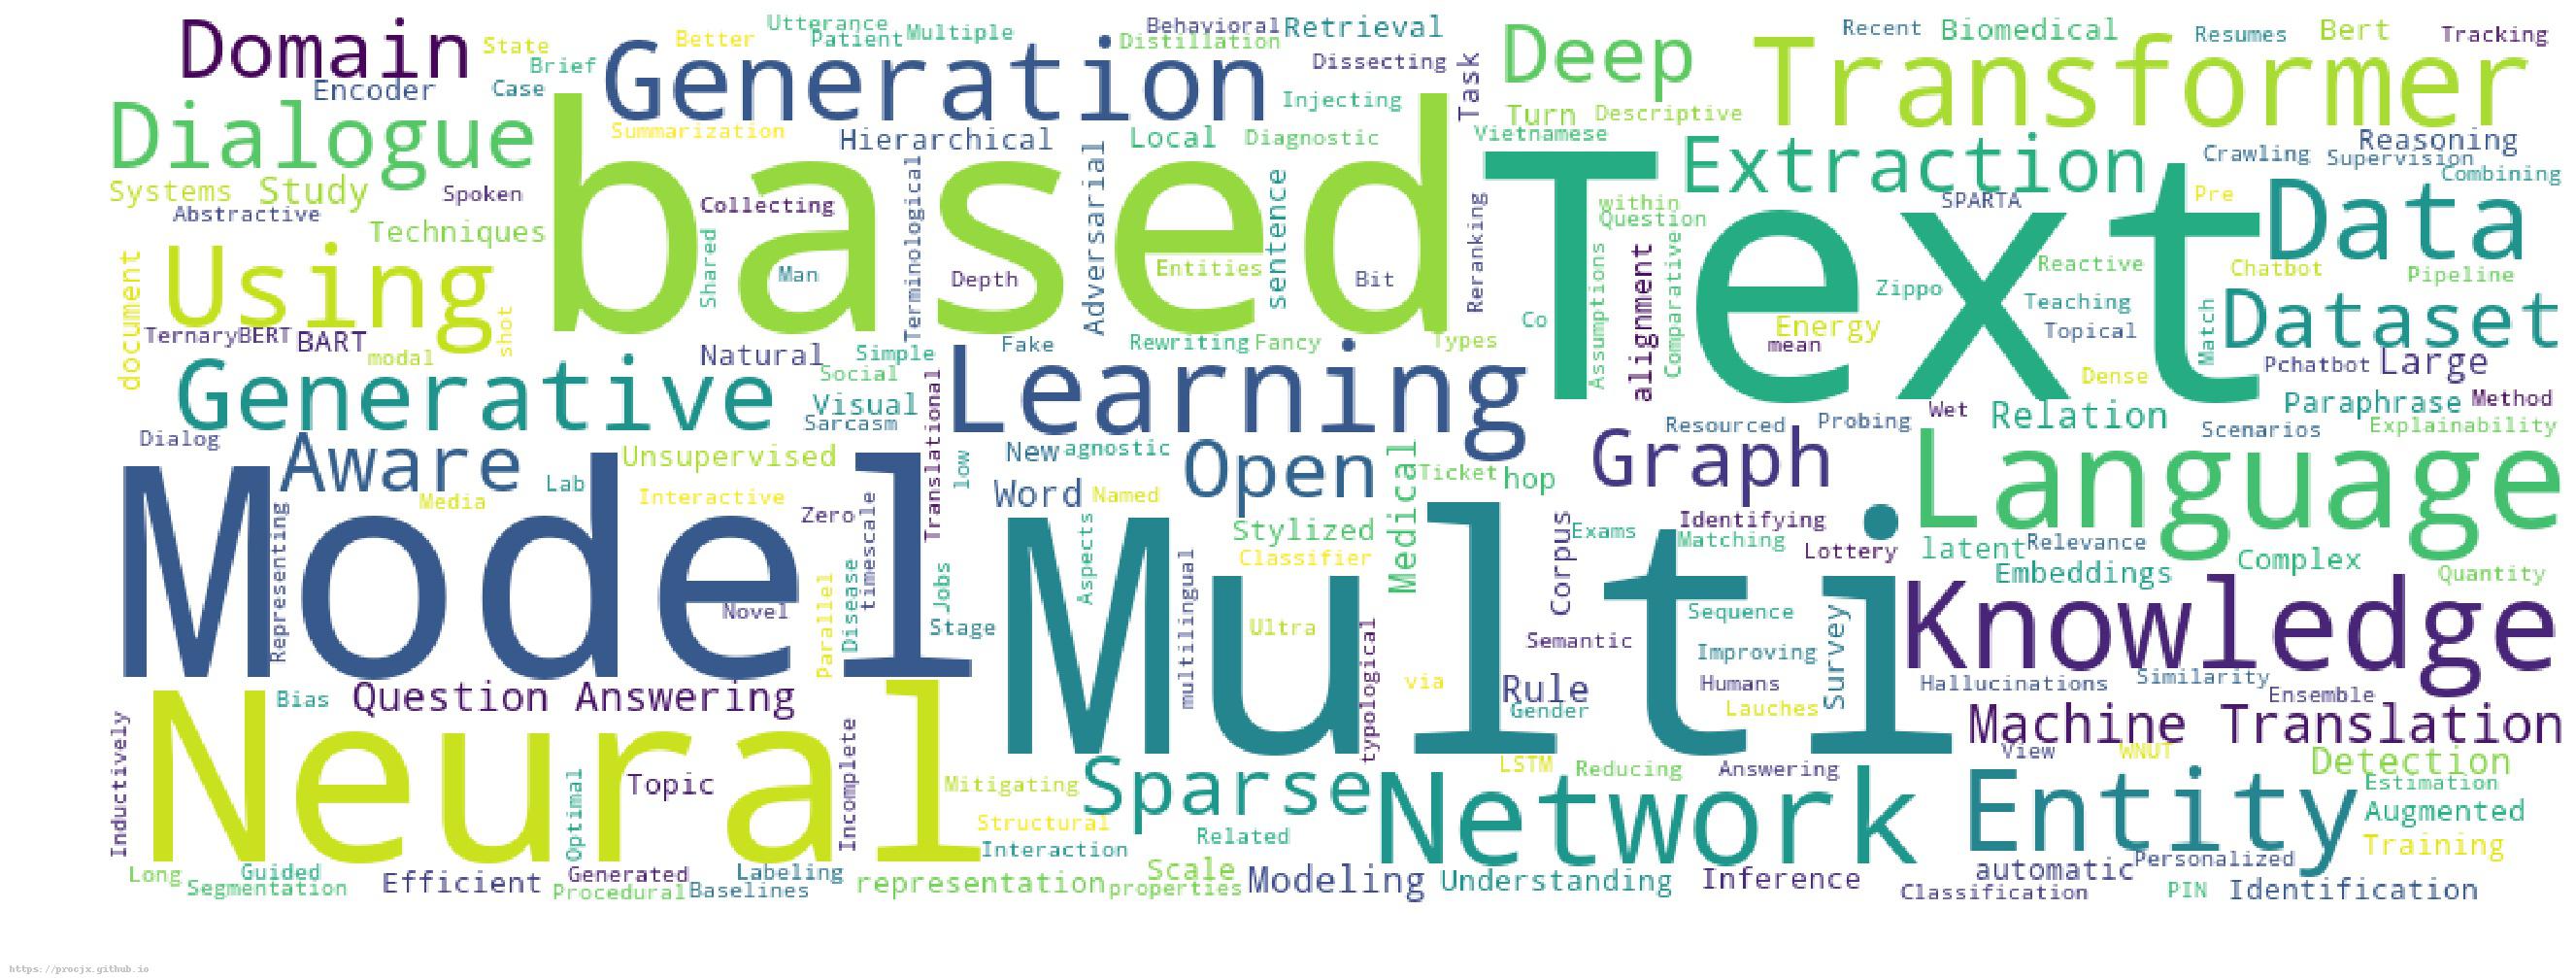 Domain
State
Better
Utterance
Patient
Multiple
Behavioral
Retrieval
Distillation
Deep
Recent
Biomedical
Resumes
Bert
Tracking
Transformer
Brief
Generation
Dissecting
Task
Encoder
Case
Injecting
Turn
Descriptive
Dialogue
Summarization
Hierarchical
Local
Diagnostic
Vietnamese
Extraction
Reasoning
Crawling
Supervision
Combining
Systems
Study
Spoken
based
Text
Abstractive
Collecting
Terminological
Adversarial
sentence
Reranking
within
Question
SPARTA
Pre
Data
Techniques
Using
document
Shared
Man
Depth
Entities
Bit
Assumptions
alignment
Comparative
Zippo
Reactive
Chatbot
Pipeline
Teaching
TernaryBERT
BART
shot
Co
Energy
mean
Topical
Match
Dataset
modal
Natural
Simple
Fake
Rewriting
Fancy
Types
Dense
Pchatbot
Large
Generative
Social
Visual
Sarcasm
Translational
Learning
Wet
Relation
Paraphrase
Method
Resourced
Probing
Scenarios
Explainability
Dialog
Aware
Unsupervised
low
New
agnostic
Open
Medical
Ticket
hop
Graph
Language
Media
Lab
Interactive
Zero
timescale
Word
Named
Model
Representing
Aspects
Stylized
Classifier
Corpus
Exams
Identifying
Matching
Lottery
latent
Relevance
Embeddings
Complex
Quantity
Multi
Novel
Parallel
Disease
Jobs
Stage
multilingual
Ultra
typological
Semantic
Sequence
Improving
Survey
Knowledge
Bias
Question Answering
via
Rule
Gender
Humans
Lauches
Hallucinations
Similarity
Ensemble
Neural
Inductively
Topic
Optimal
Incomplete
Mitigating
Sparse
LSTM
Reducing
Answering
Machine Translation
View
WNUT
Detection
Structural
Related
Interaction
Network
Entity
Estimation
Augmented
Training
Long
Guided
Segmentation
Efficient
Generated
Procedural
Labeling
Baselines
representation
Scale
properties
Modeling
Understanding
Inference
automatic
Personalized
Classification
PIN
Identification
https://procjx.github.io